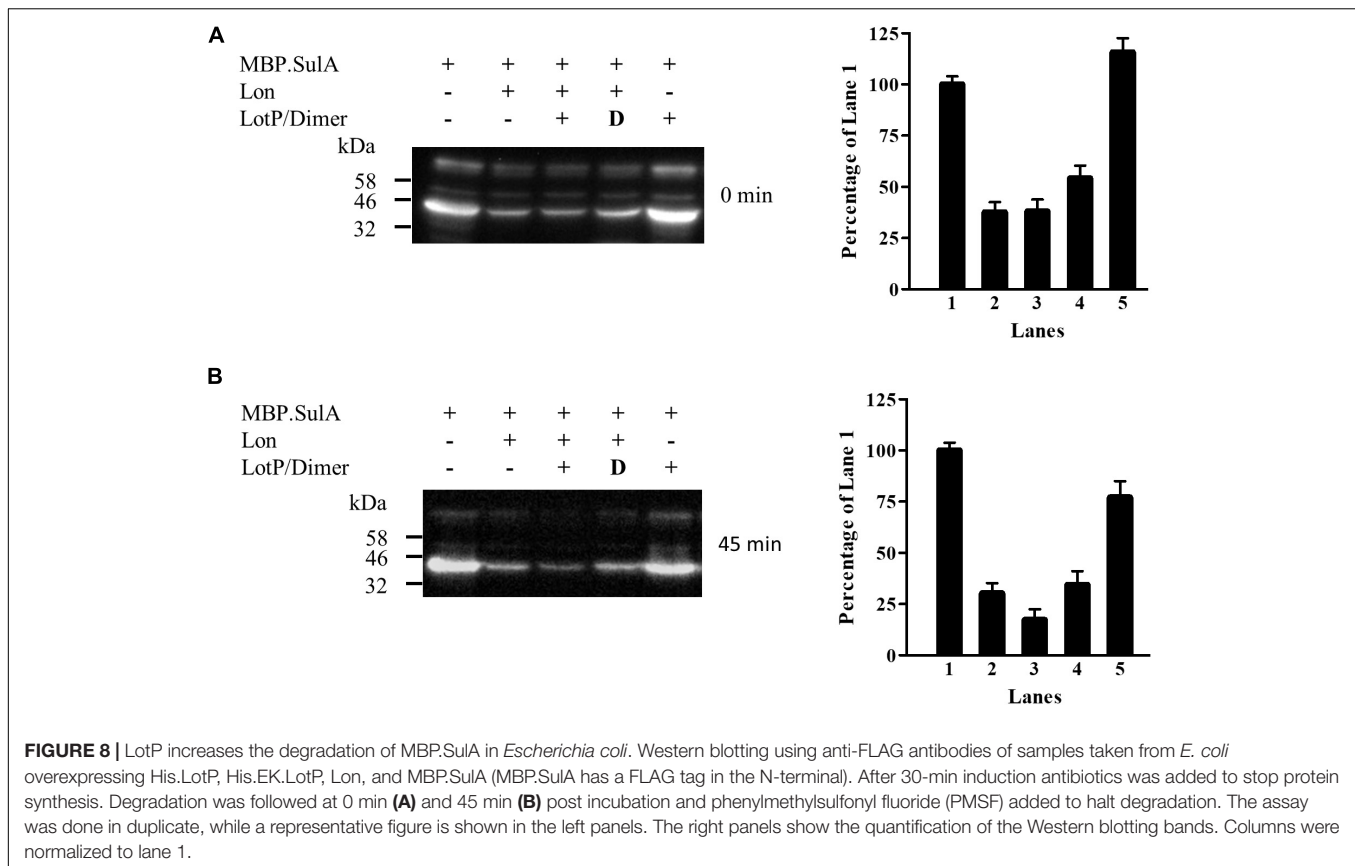 A
MBP.SulA + + + + +
Lon - + + + -
LotP/Dimer - - + D +
kDa
58
46
32
0 min
Percentage of Lane 1
125
100
75
50
25
0
1 2 3 4 5
Lanes
B
MBP.SulA + + + + +
Lon - + + + -
LotP/Dimer - - + D +
kDa
58
46
32
45 min
Percentage of Lane 1
125
100
75
50
25
0
1 2 3 4 5
Lanes
FIGURE 8 | LotP increases the degradation of MBP.SulA in Escherichia coli. Western blotting using anti-FLAG antibodies of samples taken from E. coli
overexpressing His.LotP, His.EK.LotP, Lon, and MBP.SulA (MBP.SulA has a FLAG tag in the N-terminal). After 30-min induction antibiotics was added to stop protein
synthesis. Degradation was followed at 0 min (A) and 45 min (B) post incubation and phenylmethylsulfonyl fluoride (PMSF) added to halt degradation. The assay
was done in duplicate, while a representative figure is shown in the left panels. The right panels show the quantification of the Western blotting bands. Columns were
normalized to lane 1.